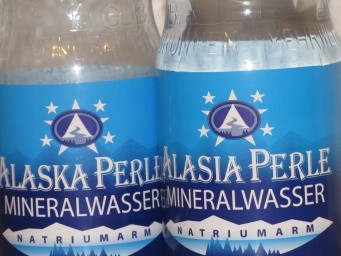 ALASKA PERLE
MINERALWASSER
NATRIUMARM
ALASIA PERLE
MINERALWASSER
NATRIUMARM